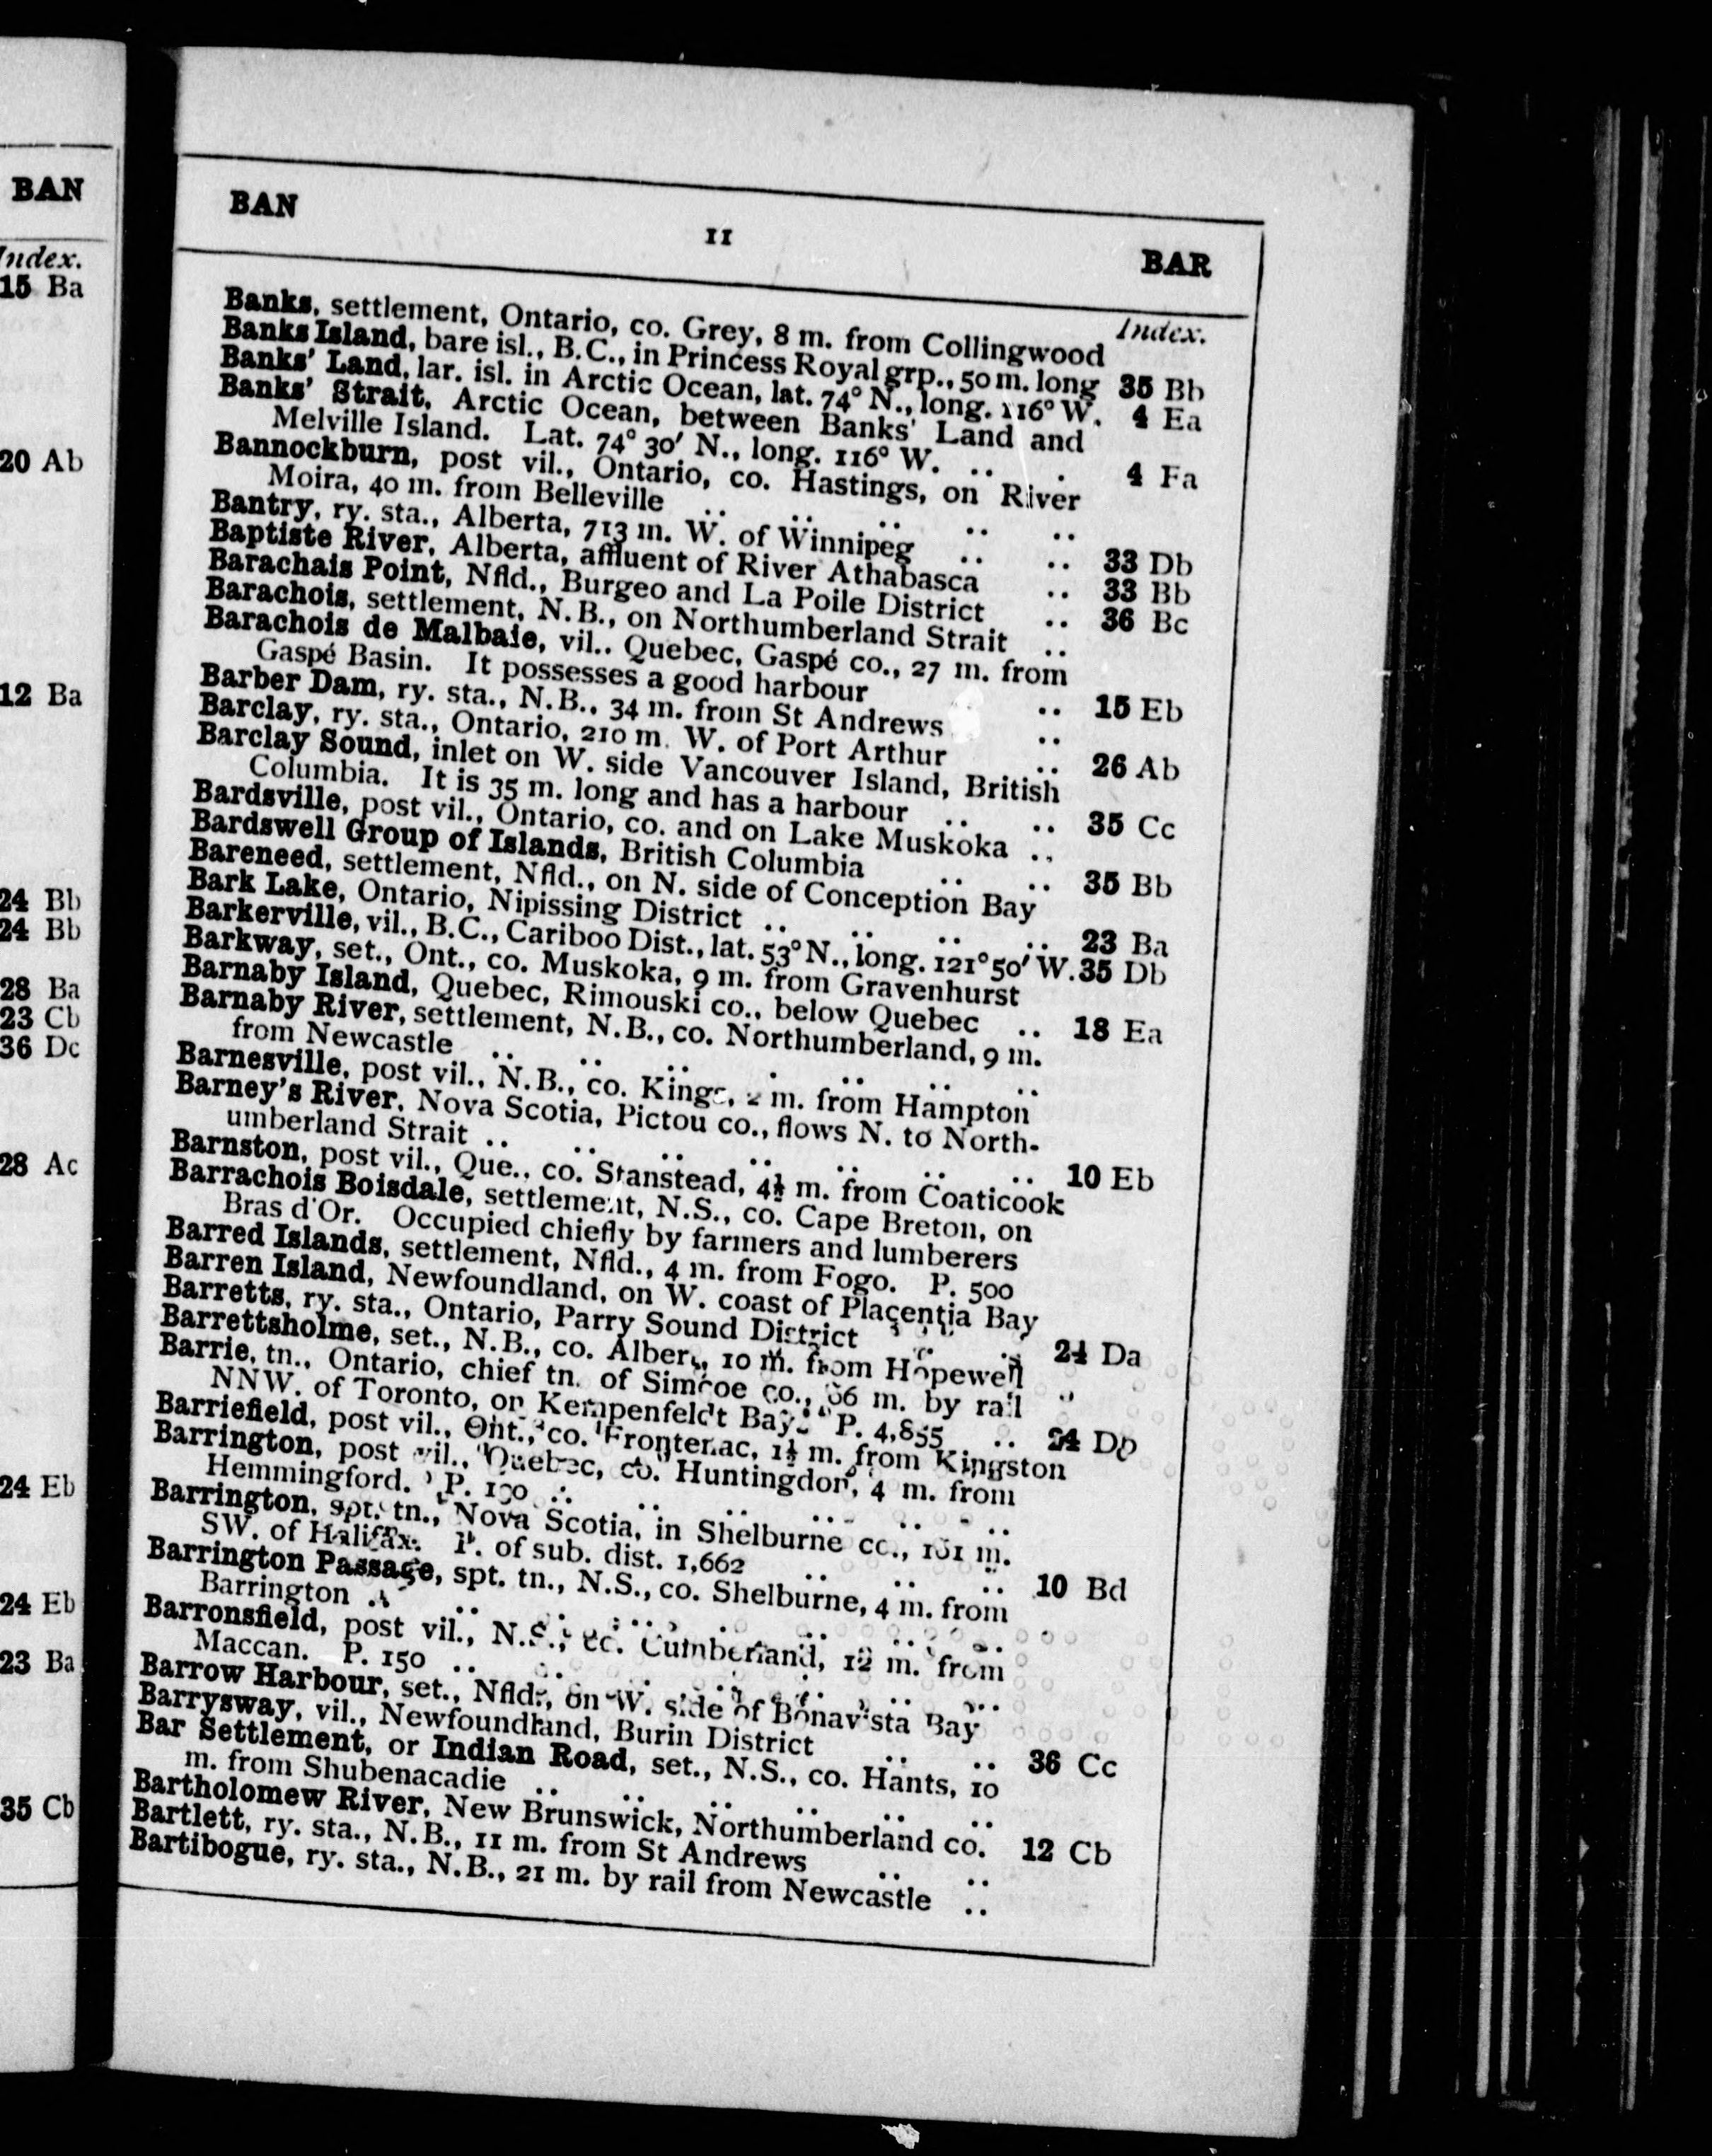 BAN
Index.
15 Ba
20 Ab
12 Ba
24 Bb
24 Bb
28 Ba
23 Cb
36 Dc
28 Ac
24 Eb
24 Eb
23 Ba
35 Cb
BAN 11 BAR
Index.
Banks, settlement, Ontario, co. Grey, 8 m. from Collingwood
Banks Island, bare isl., B.C., in Princess Royal grp., 50 m. long 35 Bb
Banks' Land, lar. isl. in Arctic Ocean, lat. 74° N., long. 116° W. 4 Ea
Banks' Strait, Arctic Ocean, between Banks' Land and
Melville Island. Lat. 74° 30′ N., long. 116° W. .. . 4 Fa
Bannockburn, post vil., Ontario, co. Hastings, on River
Moira, 40 m. from Belleville .. .. .. .. ..
Bantry, ry. sta., Alberta, 713 m. W. of Winnipeg .. .. 33 Db
Baptiste River, Alberta, affluent of River Athabasca .. 33 Bb
Barachais Point, Nfld., Burgeo and La Poile District .. 36 Bc
Barachois, settlement, N.B., on Northumberland Strait ..
Barachois de Malbaie, vil.. Quebec, Gaspé co., 27 m. from
Gaspé Basin. It possesses a good harbour .. 15 Eb
Barber Dam, ry. sta., N.B., 34 m. from St Andrews ..
Barclay, ry. sta., Ontario, 210 m. W. of Port Arthur .. 26 Ab
Barclay Sound, inlet on W. side Vancouver Island, British
Columbia. It is 35 m. long and has a harbour .. .. 35 Cc
Bardsville, post vil., Ontario, co. and on Lake Muskoka ..
Bardswell Group of Islands, British Columbia .. .. 35 Bb
Bareneed, settlement, Nfld., on N. side of Conception Bay
Bark Lake, Ontario, Nipissing District .. .. .. .. 23 Ba
Barkerville, vil., B.C., Cariboo Dist., lat. 53° N., long. 121° 50′ W. 35 Db
Barkway, set., Ont., co. Muskoka, 9 m. from Gravenhurst
Barnaby Island, Quebec, Rimouski co., below Quebec .. 18 Ea
Barnaby River, settlement, N.B., co. Northumberland, 9 m.
from Newcastle .. .. .. . .. .. ..
Barnesville, post vil., N.B., co. Kings, 2 m. from Hampton
Barney's River, Nova Scotia, Pictou co., flows N. to North-
umberland Strait .. .. .. .. .. .. .. 10 Eb
Barnston, post vil., Que., co. Stanstead, 4½ m. from Coaticook
Barrachois Boisdale, settlement, N.S., co. Cape Breton, on
Bras d'Or. Occupied chiefly by farmers and lumberers
Barred Islands, settlement, Nfld., 4 m. from Fogo. P. 500
Barren Island, Newfoundland, on W. coast of Placentia Bay
Barretts, ry. sta., Ontario, Parry Sound District .. .. 24 Da
Barrettsholme, set., N.B., co. Albert, 10 m. from Hopewell ..
Barrie, tn., Ontario, chief tn. of Simcoe co., m. by rail
NNW. of Toronto, on Kempenfeldt Bay. P. 4,855 .. 24 Db
Barriefield, post vil., Ont., co. Frontenac, 1½ m. from Kingston
Barrington, post vil., Quebec, co. Huntingdon, 4 m. from
Hemmingford. P. .. .. .. .. .. ..
Barrington, spt. tn., Nova Scotia, in Shelburne co., m.
SW. of Halifax. P. of sub. dist. 1,662 .. .. .. 10 Bd
Barrington Passage, spt. tn., N.S., co. Shelburne, 4 m. from
Barrington .. .. .. .. .. .. ..
Barronsfield, post vil., N.S., co. Cumberland, 12 m. from
Maccan. P. 150 .. .. .. .. .. .. ..
Barrow Harbour, set., Nfld., on W. side of Bonavista Bay
Barrysway, vil., Newfoundland, Burin District .. .. 36 Cc
Bar Settlement, or Indian Road, set., N.S., co. Hants, 10
m. from Shubenacadie .. .. .. .. .. ..
Bartholomew River, New Brunswick, Northumberland co. 12 Cb
Bartlett, ry. sta., N.B., 11 m. from St Andrews .. ..
Bartibogue, ry. sta., N.B., 21 m. by rail from Newcastle ..